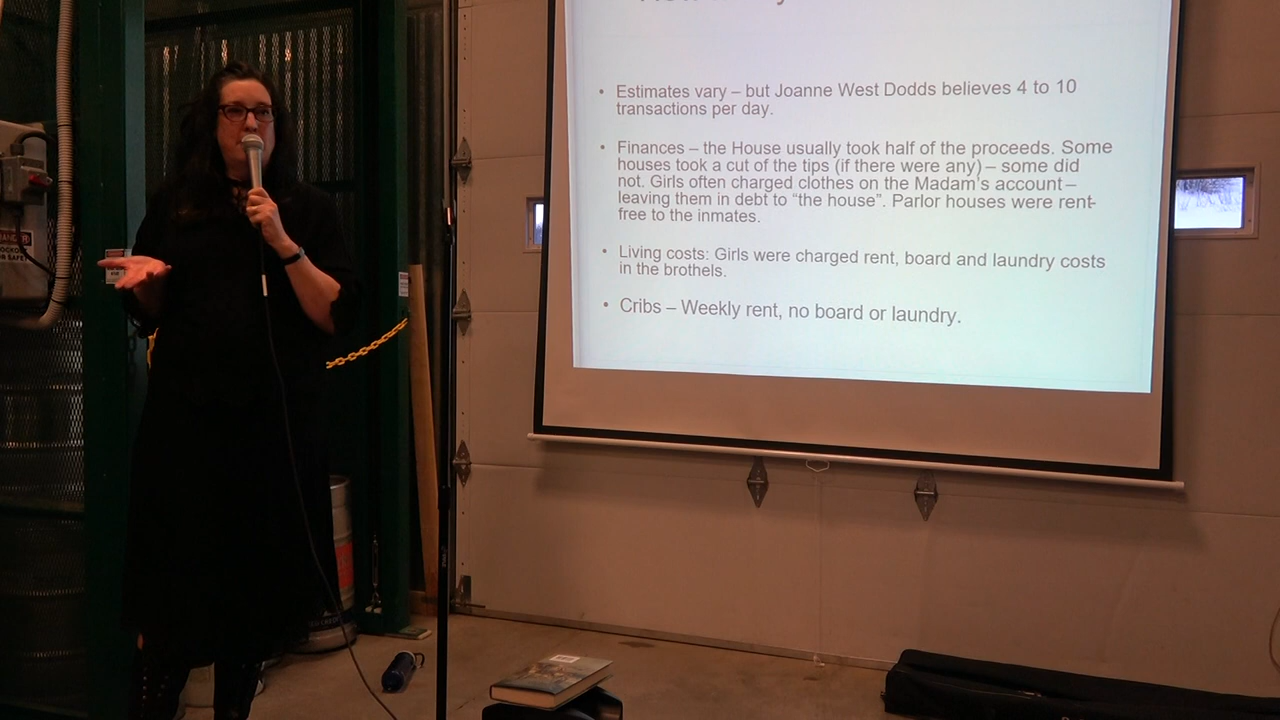 • Estimates vary – but Joanne West Dodds believes 4 to 10
transactions per day.
• Finances – the House usually took half of the proceeds. Some
houses took a cut of the tips (if there were any) – some did
not. Girls often charged clothes on the Madam's account –
leaving them in debt to “the house”. Parlor houses were rent-
free to the inmates.
• Living costs: Girls were charged rent, board and laundry costs
in the brothels.
• Cribs – Weekly rent, no board or laundry.